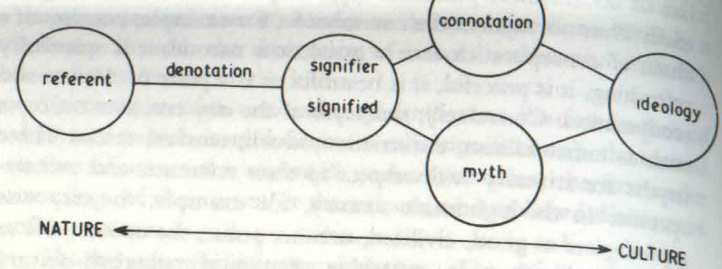 connotation
denotation
signifier
referent
signified
ideology
myth
NATURE
CULTURE